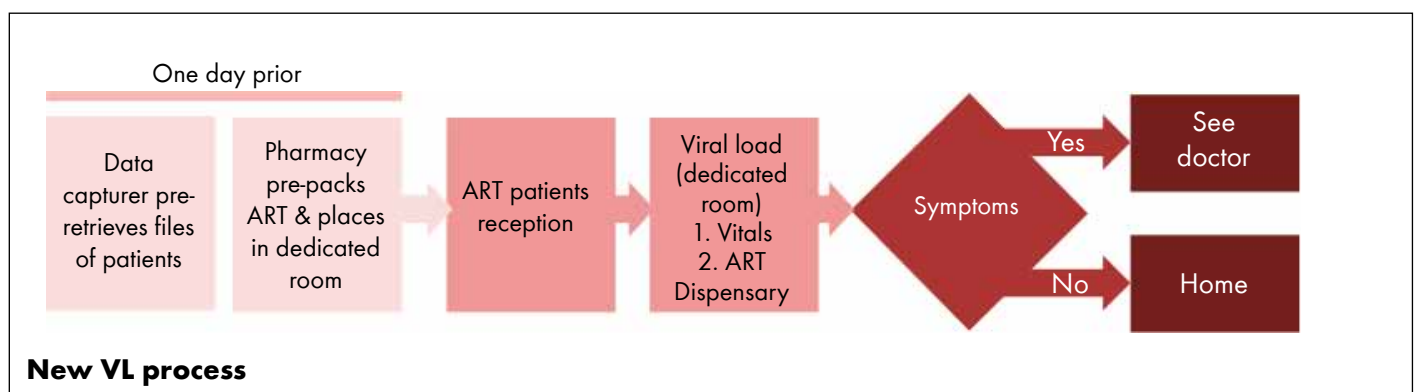 One day prior
Data
capturer pre-
retrieves files
of patients
Pharmacy
pre-packs
ART & places
in dedicated
room
ART patients
reception
Viral load
(dedicated
room)
1. Vitals
2. ART
Dispensary
Symptoms
Yes
See
doctor
No
Home
New VL process